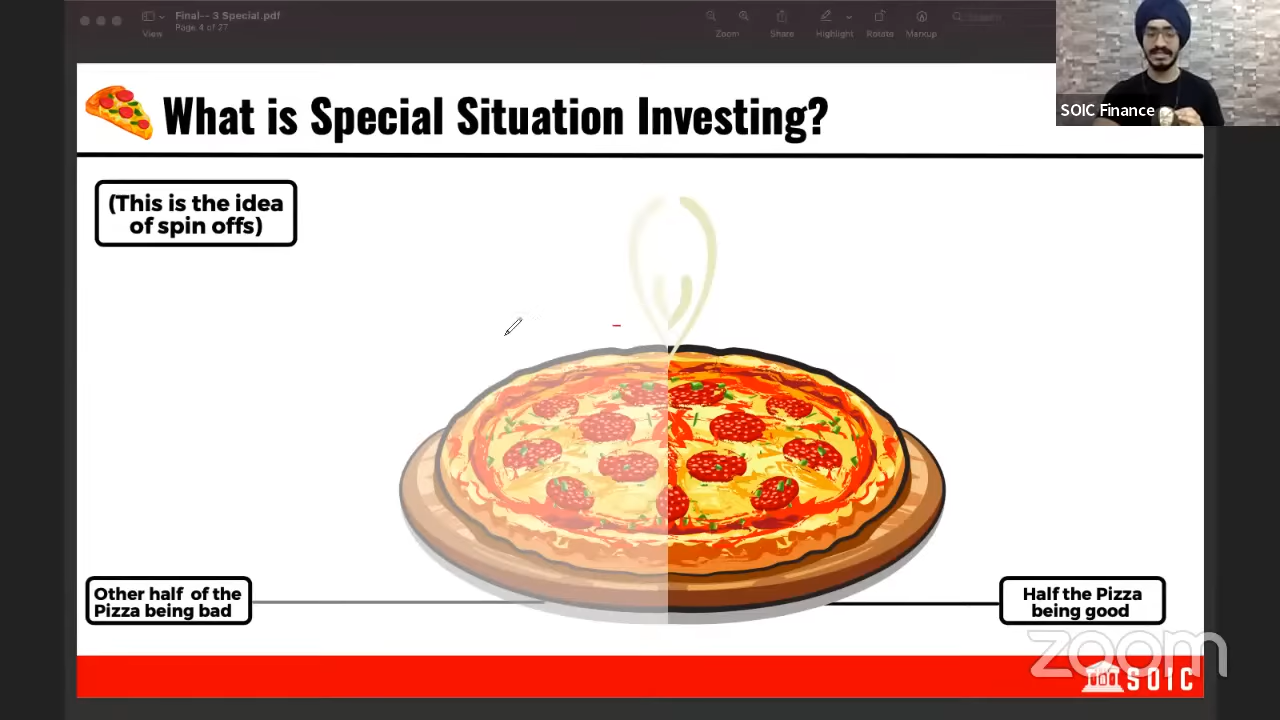 Final-- 3 Special.pdf
Page 4 of 27
View
Zoom
Share
Highlight
Rotate
Markup
Search
SOIC Finance
What is Special Situation Investing?
(This is the idea
of spin offs)
Other half of the
Pizza being bad
Half the Pizza
being good
zoom
SOIC